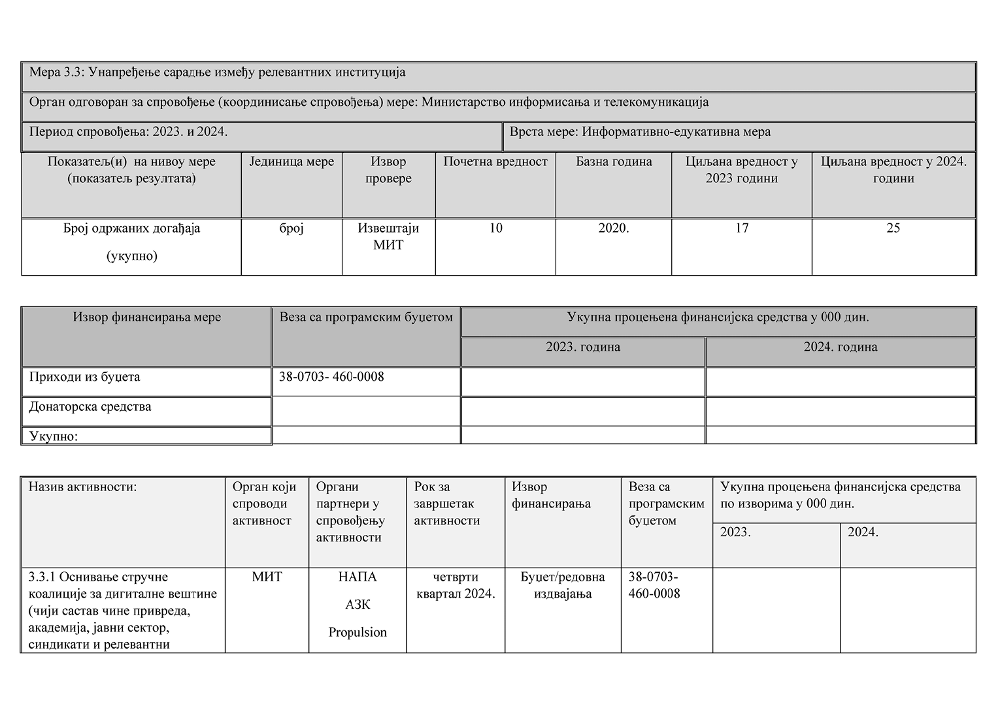 Мера 3.3: Унапређење сарадње између релевантних институција
Орган одговоран за спровођење (координисање спровођења) мере: Министарство информисања и телекомуникација
Период спровођења: 2023. и 2024.
Врста мере: Информативно-едукативна мера
Показатељ(и) на нивоу мере
(показатељ резултата)
Јединица мере
Извор
провере
Почетна вредност
Базна година
Циљана вредност у
2023 години
Циљана вредност у 2024.
години
Број одржаних догађаја
(укупно)
број
Извештаји
МИТ
10
2020.
17
25
Извор финансирања мере
Веза са програмским буџетом
Укупна процењена финансијска средства у 000 дин.
2023. година
2024. година
Приходи из буџета
38-0703- 460-0008
Донаторска средства
Укупно:
Назив активности:
Орган који
спроводи
активност
Органи
партнери у
спровођењу
активности
Рок за
завршетак
активности
Извор
финансирања
Веза са
програмским
буџетом
Укупна процењена финансијска средства
по изворима у 000 дин.
2023.
2024.
3.3.1 Оснивање стручне
коалиције за дигиталне вештине
(чији састав чине привреда,
академија, јавни сектор,
синдикати и релевантни
МИТ
НАПА
АЗК
Propulsion
четврти
квартал 2024.
Буџет/редовна
издвајања
38-0703-
460-0008